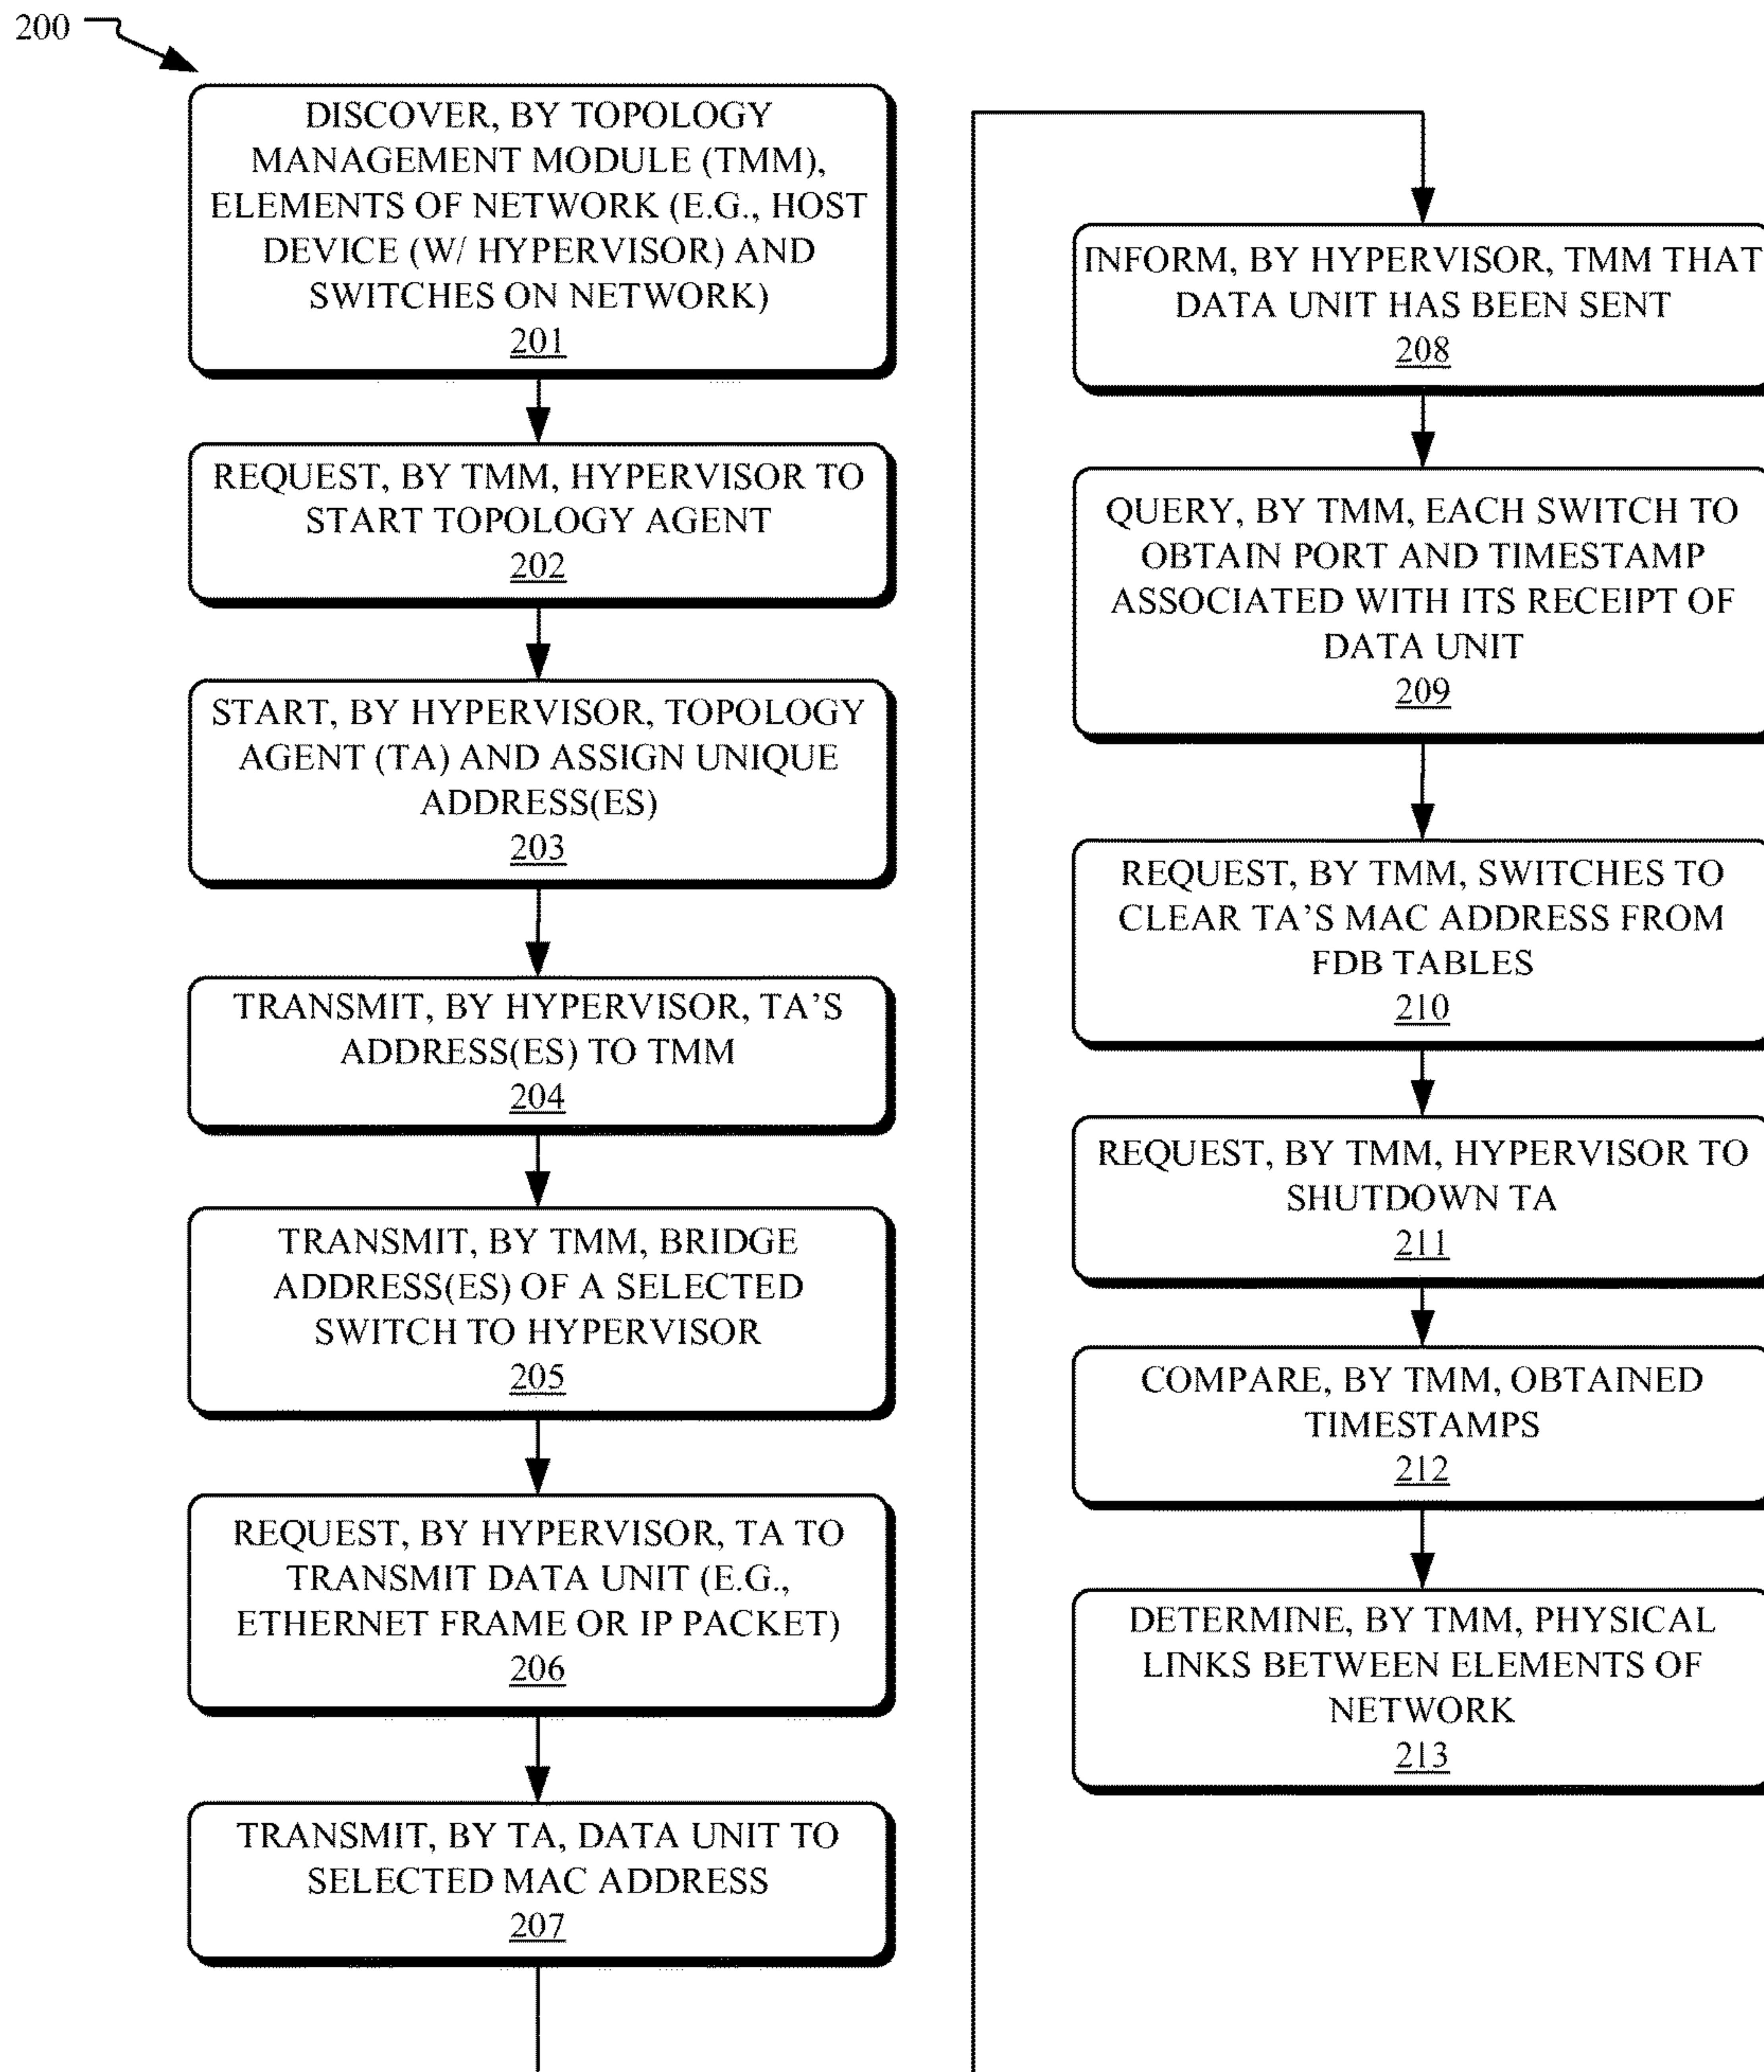 200
DISCOVER, BY TOPOLOGY
MANAGEMENT MODULE (TMM),
ELEMENTS OF NETWORK (E.G., HOST
DEVICE (W/ HYPERVISOR) AND
SWITCHES ON NETWORK)
201
REQUEST, BY TMM, HYPERVISOR TO
START TOPOLOGY AGENT
202
START, BY HYPERVISOR, TOPOLOGY
AGENT (TA) AND ASSIGN UNIQUE
ADDRESS(ES)
203
TRANSMIT, BY HYPERVISOR, TA'S
ADDRESS(ES) TO TMM
204
TRANSMIT, BY TMM, BRIDGE
ADDRESS(ES) OF A SELECTED
SWITCH TO HYPERVISOR
205
REQUEST, BY HYPERVISOR, TA TO
TRANSMIT DATA UNIT (E.G.,
ETHERNET FRAME OR IP PACKET)
206
TRANSMIT, BY TA, DATA UNIT TO
SELECTED MAC ADDRESS
207
INFORM, BY HYPERVISOR, TMM THAT
DATA UNIT HAS BEEN SENT
208
QUERY, BY TMM, EACH SWITCH TO
OBTAIN PORT AND TIMESTAMP
ASSOCIATED WITH ITS RECEIPT OF
DATA UNIT
209
REQUEST, BY TMM, SWITCHES TO
CLEAR TA'S MAC ADDRESS FROM
FDB TABLES
210
REQUEST, BY TMM, HYPERVISOR TO
SHUTDOWN TA
211
COMPARE, BY TMM, OBTAINED
TIMESTAMPS
212
DETERMINE, BY TMM, PHYSICAL
LINKS BETWEEN ELEMENTS OF
NETWORK
213